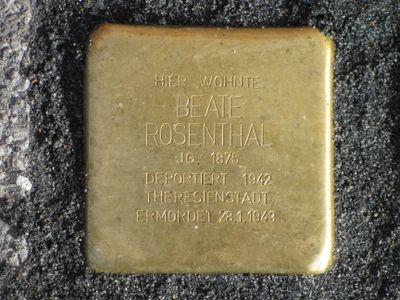 HIER WOHNTE
BEATE
ROSENTHAL
JG. 1875
DEPORTIERT 1942
THERESIENSTADT
ERMORDET 28.1.1943